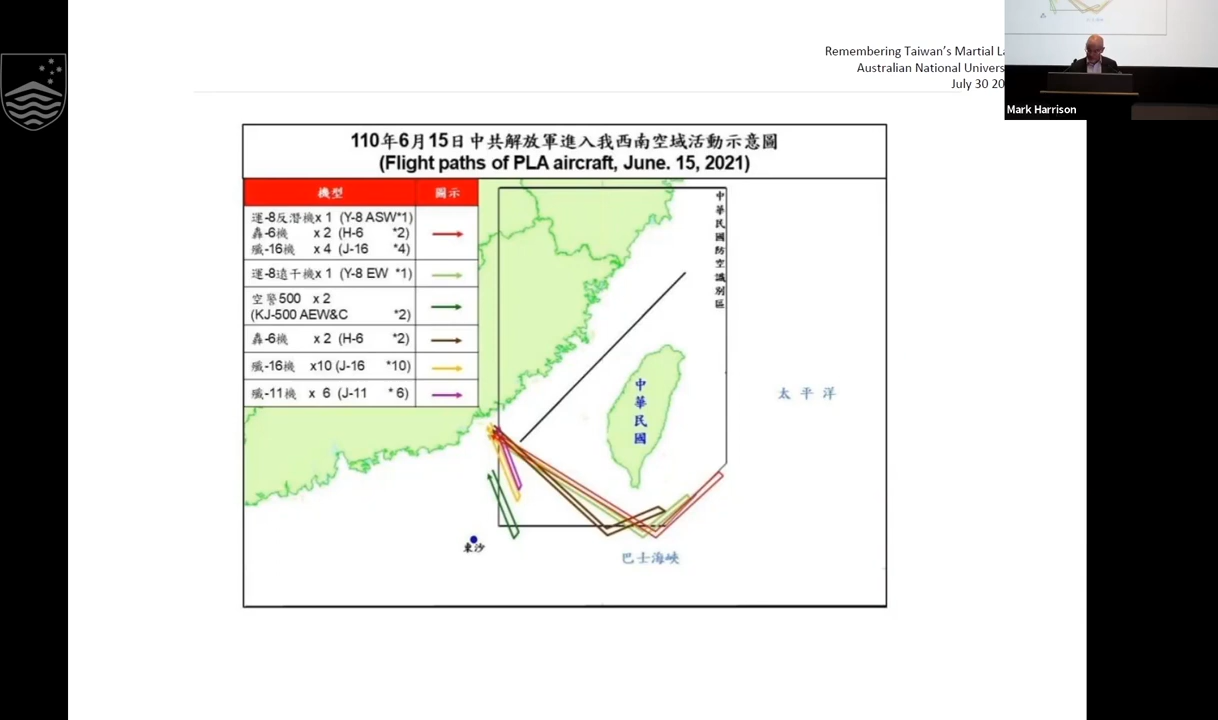 Remembering Taiwan's Martial La
Australian National Univers
July 30 20
Mark Harrison
110年6月15日中共解放軍進入我西南空域活動示意圖
(Flight paths of PLA aircraft, June. 15, 2021)
機型 圖示
運-8反潛機x 1 (Y-8 ASW*1)
轟-6機 x 2 (H-6 *2)
殲-16機 x 4 (J-16 *4)
運-8遠干機x 1 (Y-8 EW *1)
空警500 x 2
(KJ-500 AEW&C *2)
轟-6機 x 2 (H-6 *2)
殲-16機 x10 (J-16 *10)
殲-11機 x 6 (J-11 * 6)
中華民國防空識別區
中華民國
太平洋
東沙
巴士海峽